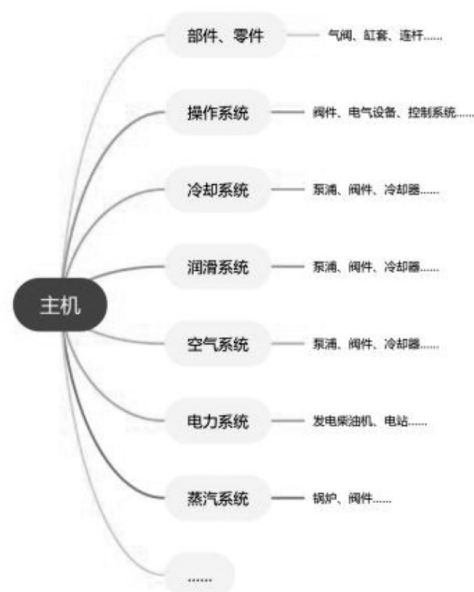 部件、零件
气阀、缸套、连杆……
操作系统
阀件、电气设备、控制系统……
冷却系统
泵浦、阀件、冷却器……
润滑系统
泵浦、阀件、冷却器……
主机
空气系统
泵浦、阀件、冷却器……
电力系统
发电柴油机、电站……
蒸汽系统
锅炉、阀件……
……